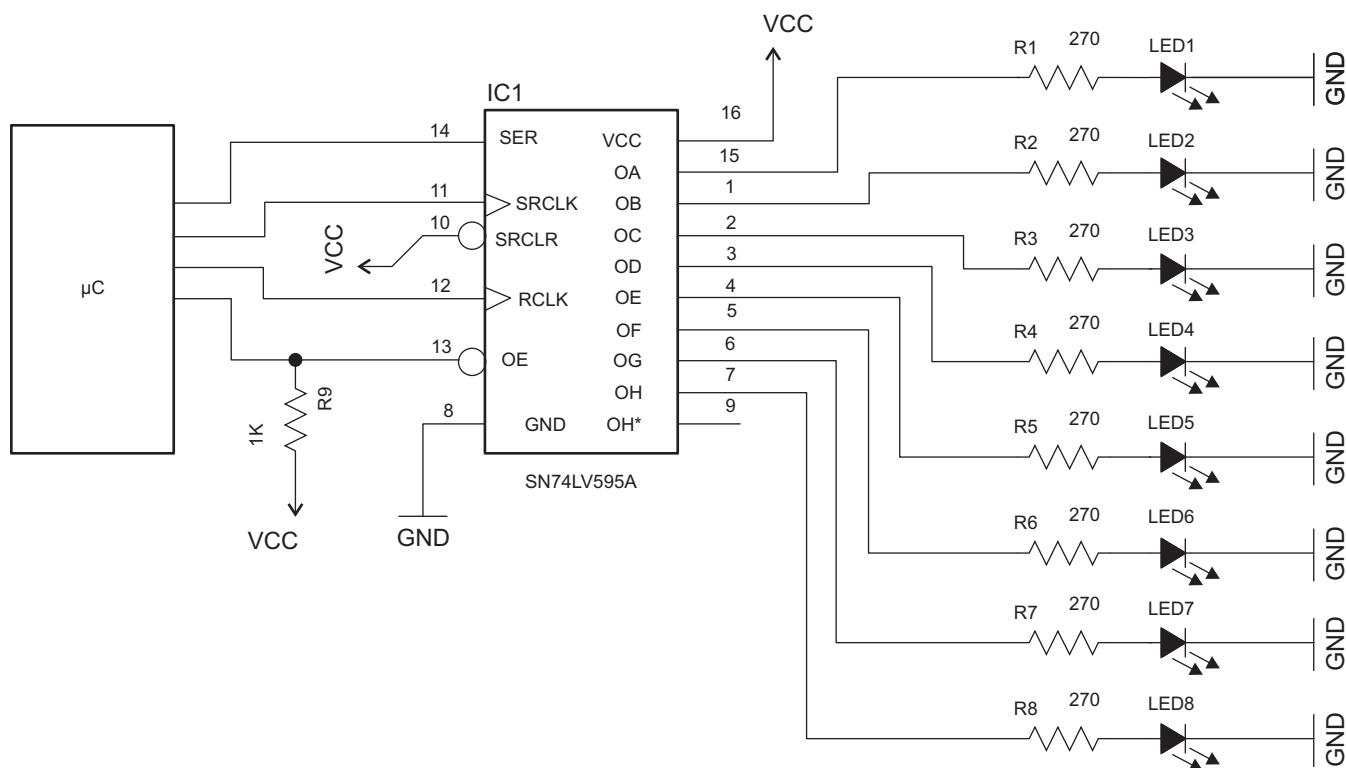 VCC
R1
270
LED1
GND
IC1
16
14
SER
VCC
15
OA
R2
270
LED2
GND
1
11
SRCLK
OB
2
10
SRCLR
OC
R3
270
LED3
GND
VCC
3
OD
µC
4
12
RCLK
OE
5
OF
R4
270
LED4
GND
6
13
OE
OG
7
OH
R9
1K
8
GND
9
OH*
R5
270
LED5
GND
SN74LV595A
VCC
GND
R6
270
LED6
GND
R7
270
LED7
GND
R8
270
LED8
GND